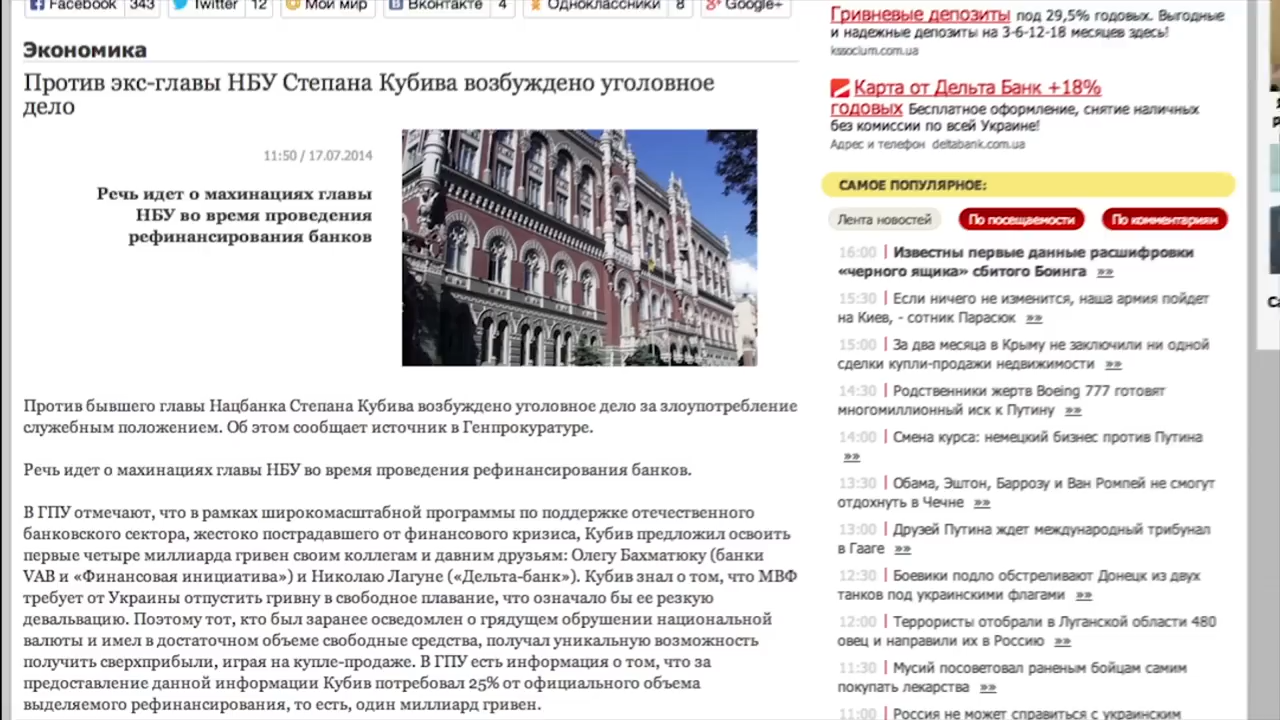 Facebook 343 Twitter 12 Мой мир ВКонтакте 4 Одноклассники 8 Google+
Экономика
Против экс-главы НБУ Степана Кубива возбуждено уголовное
дело
11:50 / 17.07.2014
Речь идет о махинациях главы
НБУ во время проведения
рефинансирования банков
Против бывшего главы Нацбанка Степана Кубива возбуждено уголовное дело за злоупотребление
служебным положением. Об этом сообщает источник в Генпрокуратуре.
Речь идет о махинациях главы НБУ во время проведения рефинансирования банков.
В ГПУ отмечают, что в рамках широкомасштабной программы по поддержке отечественного
банковского сектора, жестоко пострадавшего от финансового кризиса, Кубив предложил освоить
первые четыре миллиарда гривен своим коллегам и давним друзьям: Олегу Бахматюку (банки
VAB и «Финансовая инициатива») и Николаю Лагуне («Дельта-банк»). Кубив знал о том, что МВФ
требует от Украины отпустить гривну в свободное плавание, что означало бы ее резкую
девальвацию. Поэтому тот, кто был заранее осведомлен о грядущем обрушении национальной
валюты и имел в достаточном объеме свободные средства, получал уникальную возможность
получить сверхприбыли, играя на купле-продаже. В ГПУ есть информация о том, что за
предоставление данной информации Кубив потребовал 25% от официального объема
выделяемого рефинансирования, то есть, один миллиард гривен.
Гривневые депозиты под 29,5% годовых. Выгодные
и надежные депозиты на 3-6-12-18 месяцев здесь!
kssocium.com.ua
Карта от Дельта Банк +18%
годовых Бесплатное оформление, снятие наличных
без комиссии по всей Украине!
Адрес и телефон deltabank.com.ua
САМОЕ ПОПУЛЯРНОЕ:
Лента новостей По посещаемости По комментариям
16:00 | Известны первые данные расшифровки
«черного ящика» сбитого Боинга »»
15:30 | Если ничего не изменится, наша армия пойдет
на Киев, - сотник Парасюк »»
15:00 | За два месяца в Крыму не заключили ни одной
сделки купли-продажи недвижимости »»
14:30 | Родственники жертв Boeing 777 готовят
многомиллионный иск к Путину »»
14:00 | Смена курса: немецкий бизнес против Путина
»»
13:30 | Обама, Эштон, Баррозу и Ван Ромпей не смогут
отдохнуть в Чечне »»
13:00 | Друзей Путина ждет международный трибунал
в Гааге »»
12:30 | Боевики подло обстреливают Донецк из двух
танков под украинскими флагами »»
12:00 | Террористы отобрали в Луганской области 480
овец и направили их в Россию »»
11:30 | Мусий посоветовал раненым бойцам самим
покупать лекарства »»
11:00 | Россия не может справиться с украинским